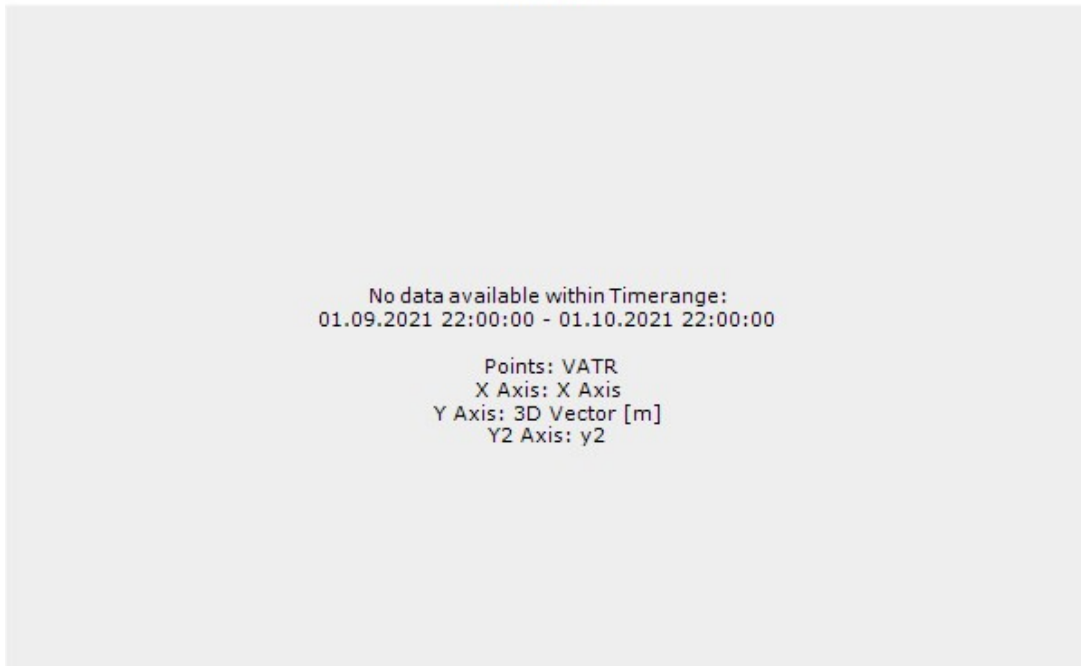 No data available within Timerange:
01.09.2021 22:00:00 - 01.10.2021 22:00:00
Points: VATR
X Axis: X Axis
Y Axis: 3D Vector [m]
Y2 Axis: y2